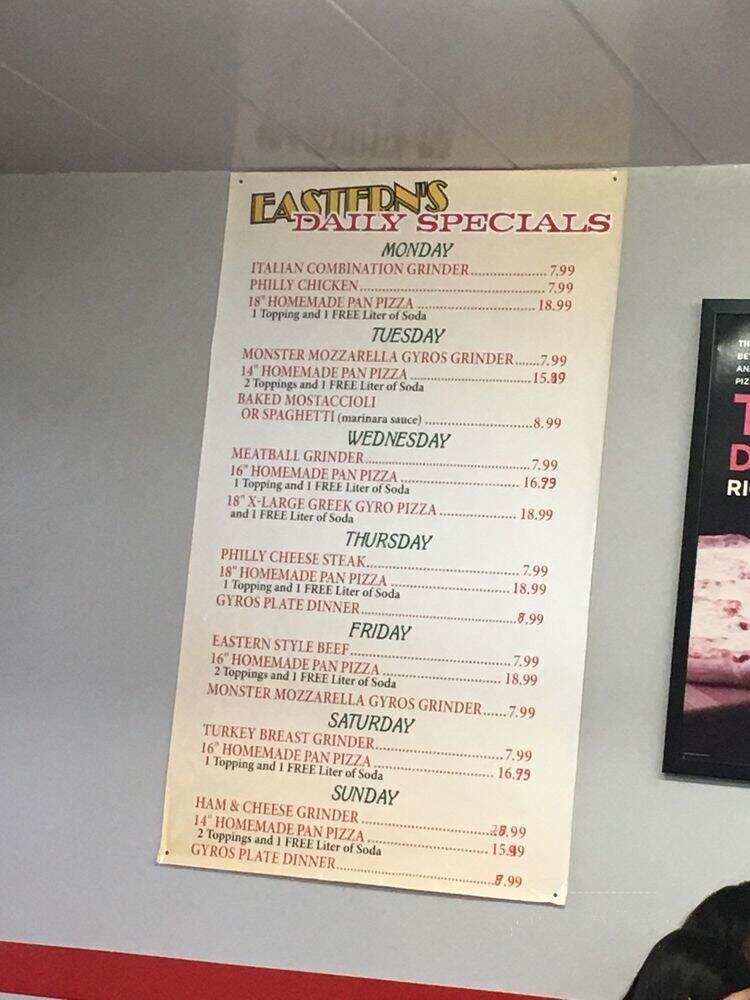 EASTERN'S
DAILY SPECIALS
MONDAY
ITALIAN COMBINATION GRINDER.....................7.99
PHILLY CHICKEN.....................7.99
18" HOMEMADE PAN PIZZA.....................18.99
1 Topping and 1 FREE Liter of Soda
TUESDAY
MONSTER MOZZARELLA GYROS GRINDER......7.99
14" HOMEMADE PAN PIZZA.....................
2 Toppings and 1 FREE Liter of Soda
BAKED MOSTACCIOLI
OR SPAGHETTI (marinara sauce).....................8.99
WEDNESDAY
MEATBALL GRINDER.....................7.99
16" HOMEMADE PAN PIZZA.....................
1 Topping and 1 FREE Liter of Soda
18" X-LARGE GREEK GYRO PIZZA.....................18.99
and 1 FREE Liter of Soda
THURSDAY
PHILLY CHEESE STEAK.....................7.99
18" HOMEMADE PAN PIZZA.....................18.99
1 Topping and 1 FREE Liter of Soda
GYROS PLATE DINNER.....................
FRIDAY
EASTERN STYLE BEEF.....................7.99
16" HOMEMADE PAN PIZZA.....................18.99
2 Toppings and 1 FREE Liter of Soda
MONSTER MOZZARELLA GYROS GRINDER......7.99
SATURDAY
TURKEY BREAST GRINDER.....................7.99
16" HOMEMADE PAN PIZZA.....................
1 Topping and 1 FREE Liter of Soda
SUNDAY
HAM & CHEESE GRINDER.....................
14" HOMEMADE PAN PIZZA.....................
2 Toppings and 1 FREE Liter of Soda
GYROS PLATE DINNER.....................
TH
BE
AN
PIZ
T
D
RI